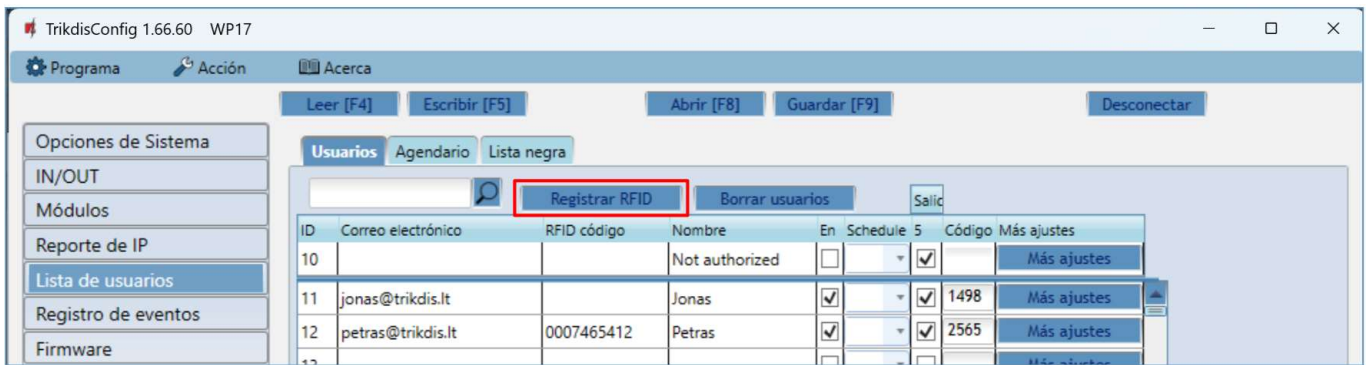 TrikdisConfig 1.66.60 WP17
Programa Acción Acerca
Leer [F4] Escribir [F5] Abrir [F8] Guardar [F9] Desconectar
Opciones de Sistema
IN/OUT
Módulos
Reporte de IP
Lista de usuarios
Registro de eventos
Firmware
Usuarios Agendario Lista negra
Registrar RFID Borrar usuarios Salic
ID Correo electrónico RFID código Nombre En Schedule 5 Código Más ajustes
10 Not authorized Más ajustes
11 jonas@trikdis.lt Jonas 1498 Más ajustes
12 petras@trikdis.lt 0007465412 Petras 2565 Más ajustes